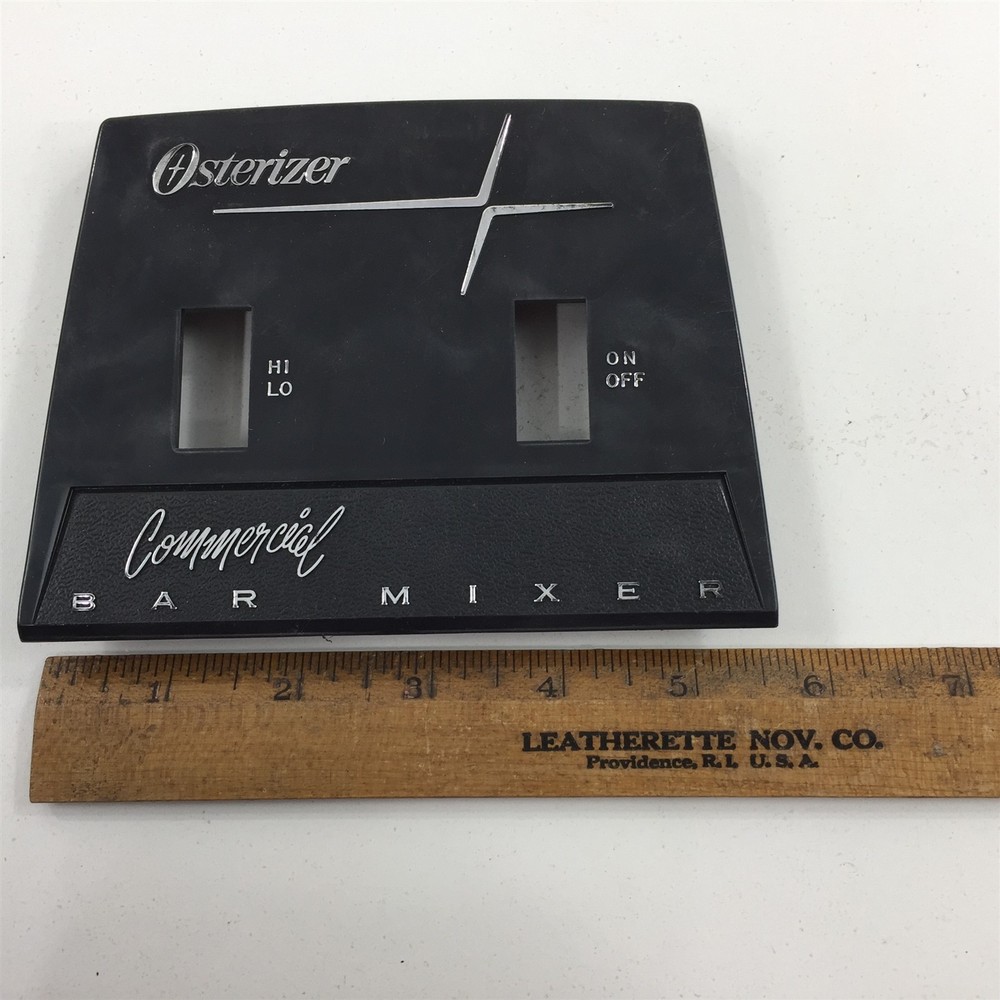 Osterizer
HI
LO
ON
OFF
Commercial
BAR MIXER
1 2 3 4 5 6 7
LEATHERETTE NOV. CO.
Providence, R.I. U.S.A.